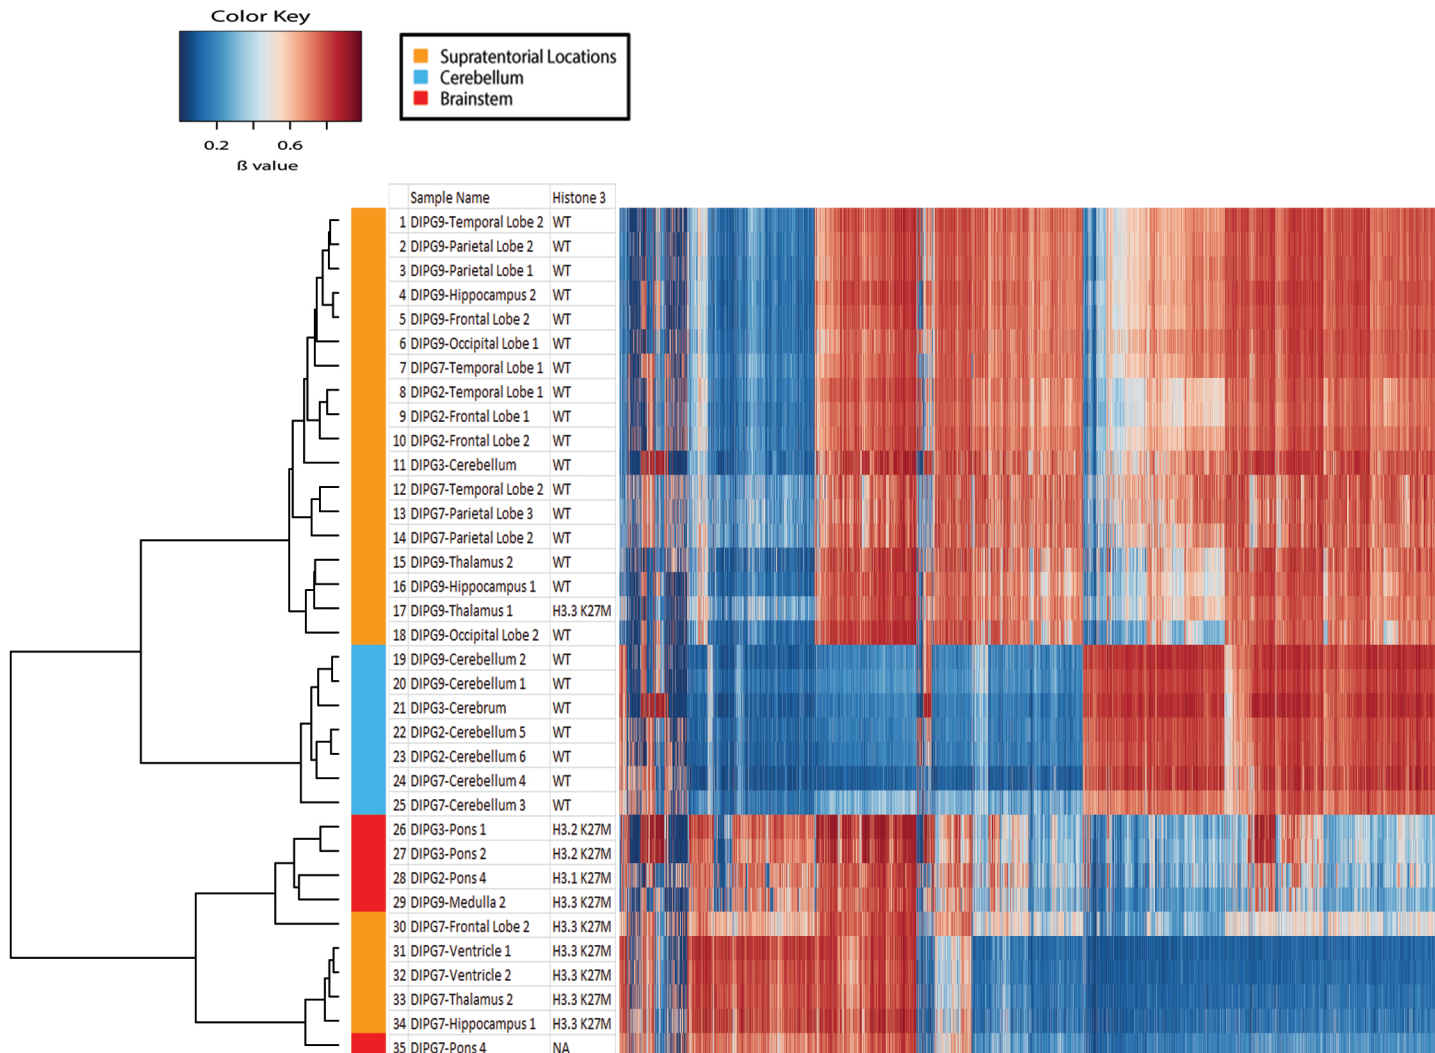 Color Key
0.2 0.6
ß value
Supratentorial Locations
Cerebellum
Brainstem
Sample Name Histone 3
1 DIPG9-Temporal Lobe 2 WT
2 DIPG9-Parietal Lobe 2 WT
3 DIPG9-Parietal Lobe 1 WT
4 DIPG9-Hippocampus 2 WT
5 DIPG9-Frontal Lobe 2 WT
6 DIPG9-Occipital Lobe 1 WT
7 DIPG7-Temporal Lobe 1 WT
8 DIPG2-Temporal Lobe 1 WT
9 DIPG2-Frontal Lobe 1 WT
10 DIPG2-Frontal Lobe 2 WT
11 DIPG3-Cerebellum WT
12 DIPG7-Temporal Lobe 2 WT
13 DIPG7-Parietal Lobe 3 WT
14 DIPG7-Parietal Lobe 2 WT
15 DIPG9-Thalamus 2 WT
16 DIPG9-Hippocampus 1 WT
17 DIPG9-Thalamus 1 H3.3 K27M
18 DIPG9-Occipital Lobe 2 WT
19 DIPG9-Cerebellum 2 WT
20 DIPG9-Cerebellum 1 WT
21 DIPG3-Cerebrum WT
22 DIPG2-Cerebellum 5 WT
23 DIPG2-Cerebellum 6 WT
24 DIPG7-Cerebellum 4 WT
25 DIPG7-Cerebellum 3 WT
26 DIPG3-Pons 1 H3.2 K27M
27 DIPG3-Pons 2 H3.2 K27M
28 DIPG2-Pons 4 H3.1 K27M
29 DIPG9-Medulla 2 H3.3 K27M
30 DIPG7-Frontal Lobe 2 H3.3 K27M
31 DIPG7-Ventricle 1 H3.3 K27M
32 DIPG7-Ventricle 2 H3.3 K27M
33 DIPG7-Thalamus 2 H3.3 K27M
34 DIPG7-Hippocampus 1 H3.3 K27M
35 DIPG7-Pons 4 NA